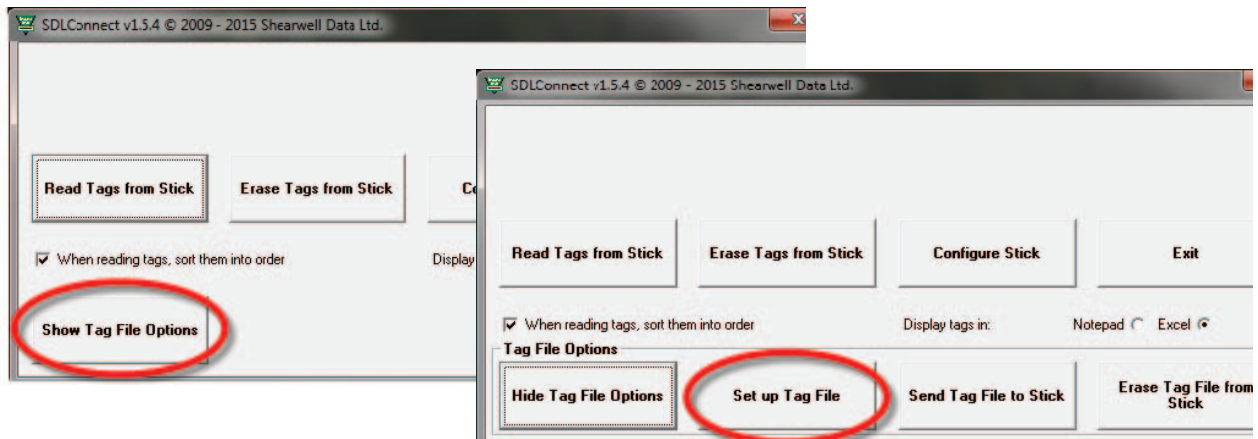 SDLConnect v1.5.4 © 2009 - 2015 Shearwell Data Ltd.
Read Tags from Stick
Erase Tags from Stick
When reading tags, sort them into order
Display
Show Tag File Options
SDLConnect v1.5.4 © 2009 - 2015 Shearwell Data Ltd.
Read Tags from Stick
Erase Tags from Stick
Configure Stick
Exit
When reading tags, sort them into order
Display tags in:
Notepad
Excel
Tag File Options
Hide Tag File Options
Set up Tag File
Send Tag File to Stick
Erase Tag File from
Stick